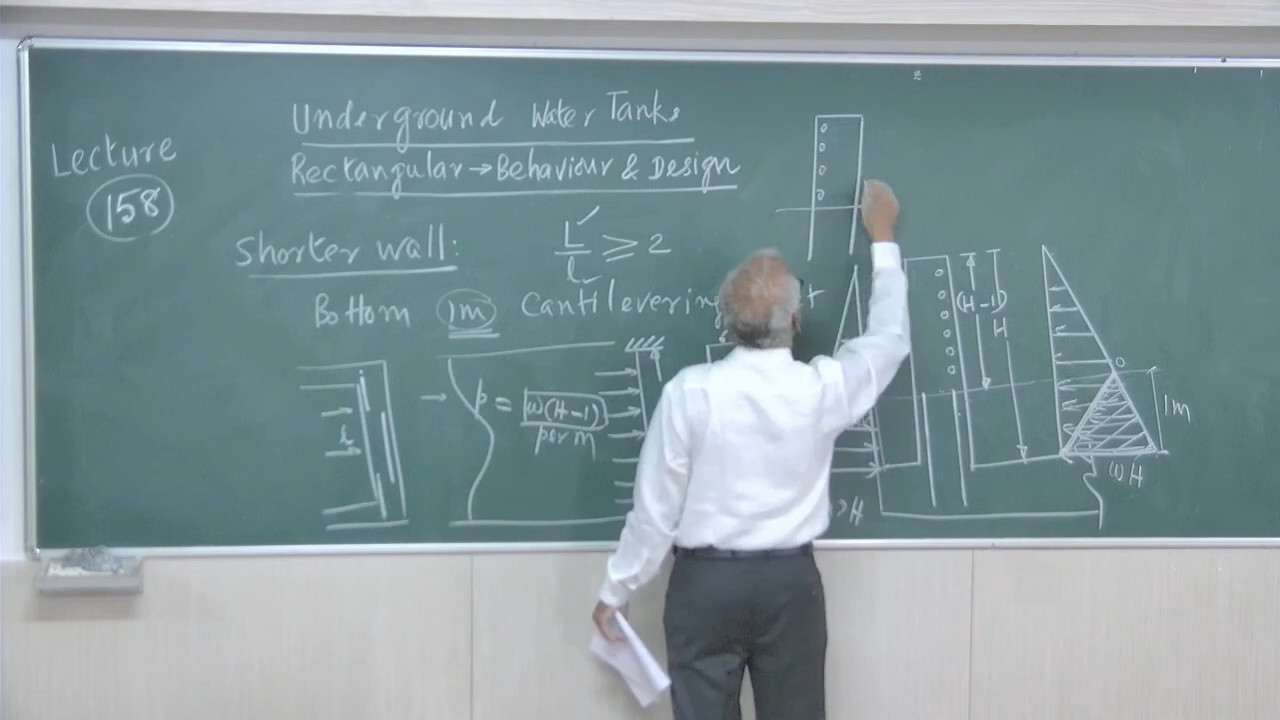 Underground Water Tanks
Lecture
158
Rectangular → Behaviour & Design
Shorter wall:
L/l ≥ 2
Bottom 1m Cantilevering
(H-1)
H
p = w(H-1)
per m
l
1m
wH
H